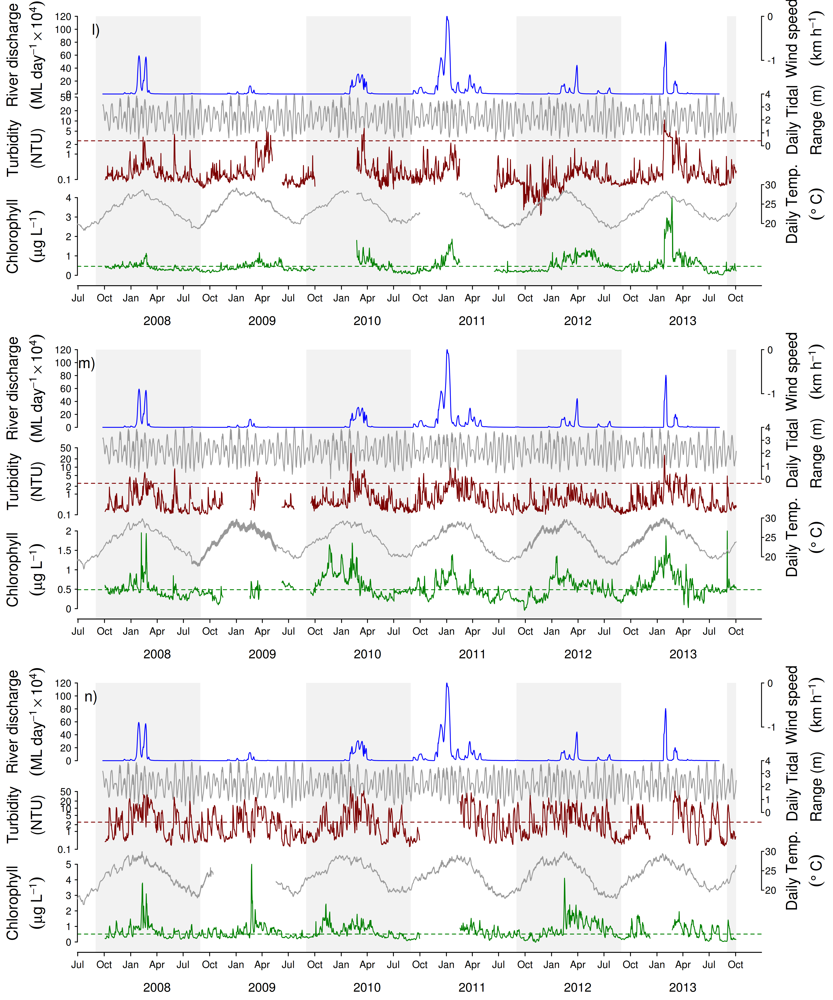 l)
River discharge
(ML day⁻¹ × 10⁴)
120
100
80
60
40
20
0
Turbidity
(NTU)
50
20
10
5
2
1
0.1
Chlorophyll
(µg L⁻¹)
4
3
2
1
0
Wind speed
(km h⁻¹)
0
-1
Daily Tidal
Range (m)
4
3
2
1
0
Daily Temp.
(° C)
30
25
20
Jul Oct Jan Apr Jul Oct Jan Apr Jul Oct Jan Apr Jul Oct Jan Apr Jul Oct Jan Apr Jul Oct Jan Apr Jul Oct
2008 2009 2010 2011 2012 2013
m)
River discharge
(ML day⁻¹ × 10⁴)
120
100
80
60
40
20
0
Turbidity
(NTU)
50
20
10
5
2
1
0.1
Chlorophyll
(µg L⁻¹)
2
1.5
1
0.5
0
Wind speed
(km h⁻¹)
0
-1
Daily Tidal
Range (m)
4
3
2
1
0
Daily Temp.
(° C)
30
25
20
Jul Oct Jan Apr Jul Oct Jan Apr Jul Oct Jan Apr Jul Oct Jan Apr Jul Oct Jan Apr Jul Oct Jan Apr Jul Oct
2008 2009 2010 2011 2012 2013
n)
River discharge
(ML day⁻¹ × 10⁴)
120
100
80
60
40
20
0
Turbidity
(NTU)
50
20
10
5
2
1
0.1
Chlorophyll
(µg L⁻¹)
5
4
3
2
1
0
Wind speed
(km h⁻¹)
0
-1
Daily Tidal
Range (m)
4
3
2
1
0
Daily Temp.
(° C)
30
25
20
Jul Oct Jan Apr Jul Oct Jan Apr Jul Oct Jan Apr Jul Oct Jan Apr Jul Oct Jan Apr Jul Oct Jan Apr Jul Oct
2008 2009 2010 2011 2012 2013